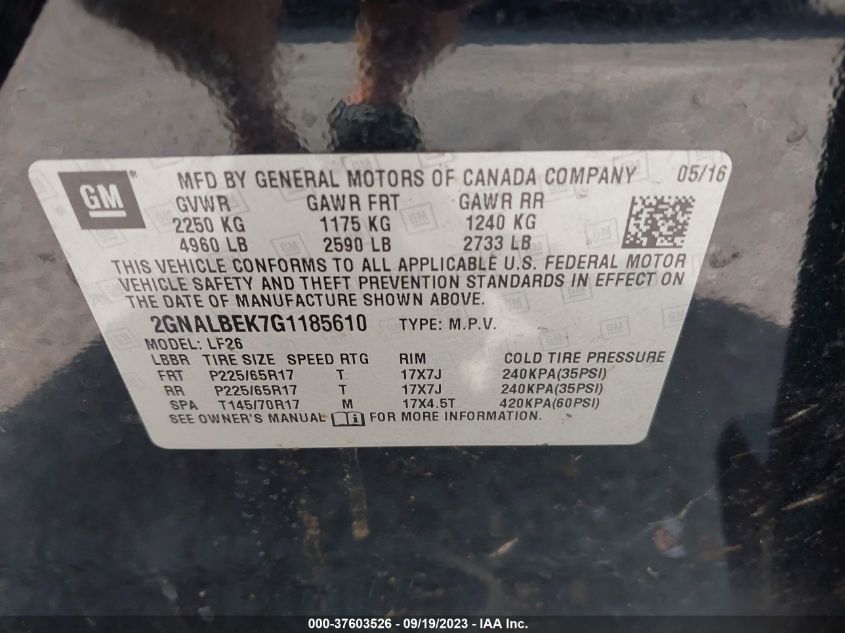 GM MFD BY GENERAL MOTORS OF CANADA COMPANY 05/16
GVWR GAWR FRT GAWR RR
2250 KG 1175 KG 1240 KG
4960 LB 2590 LB 2733 LB
THIS VEHICLE CONFORMS TO ALL APPLICABLE U.S. FEDERAL MOTOR
VEHICLE SAFETY AND THEFT PREVENTION STANDARDS IN EFFECT ON
THE DATE OF MANUFACTURE SHOWN ABOVE.
2GNALBEK7G1185610 TYPE: M.P.V.
MODEL: LF26
LBBR TIRE SIZE SPEED RTG RIM COLD TIRE PRESSURE
FRT P225/65R17 T 17X7J 240KPA(35PSI)
RR P225/65R17 T 17X7J 240KPA(35PSI)
SPA T145/70R17 M 17X4.5T 420KPA(60PSI)
SEE OWNER'S MANUAL FOR MORE INFORMATION.
000-37603526 - 09/19/2023 - IAA Inc.